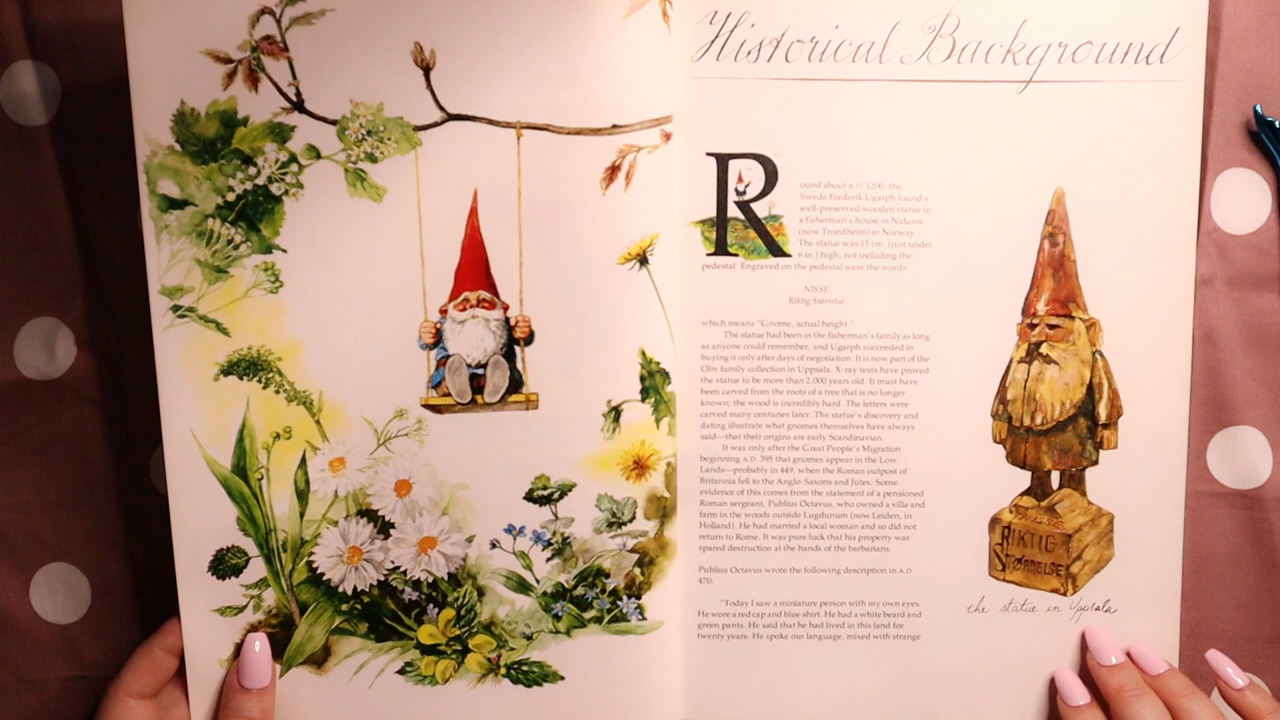 Historical Background
Round about A.D. 1200, the
Swede Frederik Ugarph found a
well-preserved wooden statue in
a fisherman's house in Nidaros
(now Trondheim) in Norway.
The statue was 15 cm. (just under
6 in.) high, not including the
pedestal. Engraved on the pedestal were the words:
NISSE
Riktig Størrelse
which means "Gnome, actual height."
The statue had been in the fisherman's family as long
as anyone could remember, and Ugarph succeeded in
buying it only after days of negotiation. It is now part of the
Oliv family collection in Uppsala. X-ray tests have proved
the statue to be more than 2,000 years old. It must have
been carved from the roots of a tree that is no longer
known; the wood is incredibly hard. The letters were
carved many centuries later. The statue's discovery and
dating illustrate what gnomes themselves have always
said—that their origins are early Scandinavian.
It was only after the Great People's Migration
beginning A.D. 395 that gnomes appear in the Low
Lands—probably in 449, when the Roman outpost of
Britannia fell to the Anglo-Saxons and Jutes. Some
evidence of this comes from the statement of a pensioned
Roman sergeant, Publius Octavus, who owned a villa and
farm in the woods outside Lugdunum (now Leiden, in
Holland). He had married a local woman and so did not
return to Rome. It was pure luck that his property was
spared destruction at the hands of the barbarians.
Publius Octavus wrote the following description in A.D.
470:
"Today I saw a miniature person with my own eyes.
He wore a red cap and blue shirt. He had a white beard and
green pants. He said that he had lived in this land for
twenty years. He spoke our language, mixed with strange
NISSE
RIKTIG
STØRRELSE
the statue in Uppsala